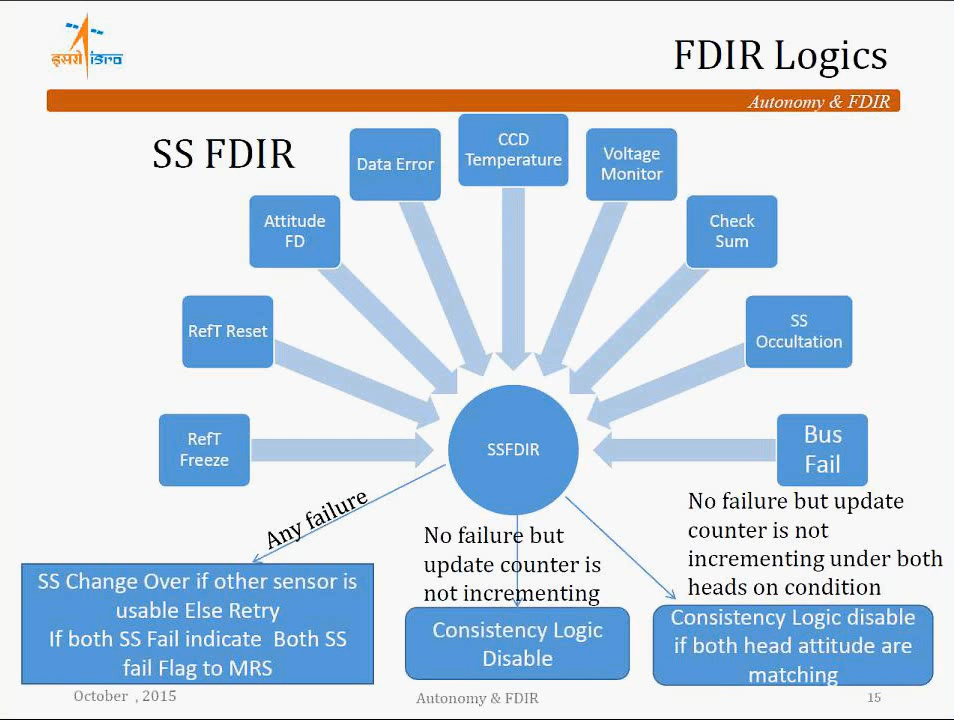 इसरो isro
FDIR Logics
Autonomy & FDIR
SS FDIR
Data Error
CCD
Temperature
Voltage
Monitor
Attitude
FD
Check
Sum
RefT Reset
SS
Occultation
RefT
Freeze
SSFDIR
Bus
Fail
Any failure
No failure but
update counter is
not incrementing
No failure but update
counter is not
incrementing under both
heads on condition
SS Change Over if other sensor is
usable Else Retry
If both SS Fail indicate Both SS
fail Flag to MRS
Consistency Logic
Disable
Consistency Logic disable
if both head attitude are
matching
October , 2015
Autonomy & FDIR
15